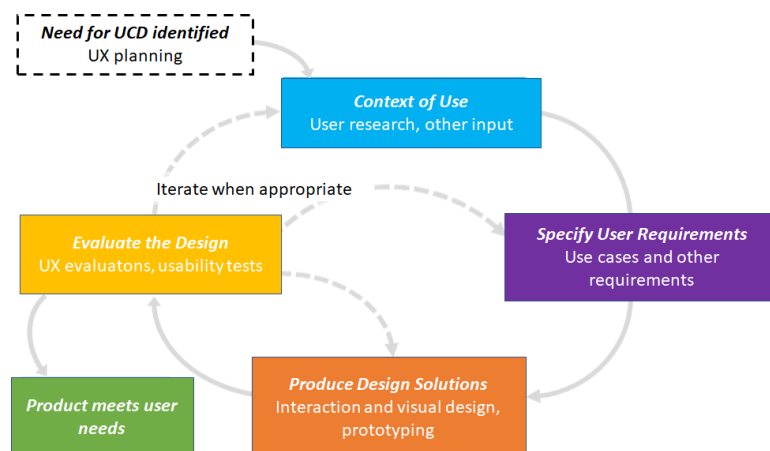 Need for UCD identified
UX planning
Context of Use
User research, other input
Iterate when appropriate
Evaluate the Design
UX evaluatons, usability tests
Specify User Requirements
Use cases and other
requirements
Produce Design Solutions
Interaction and visual design,
prototyping
Product meets user
needs